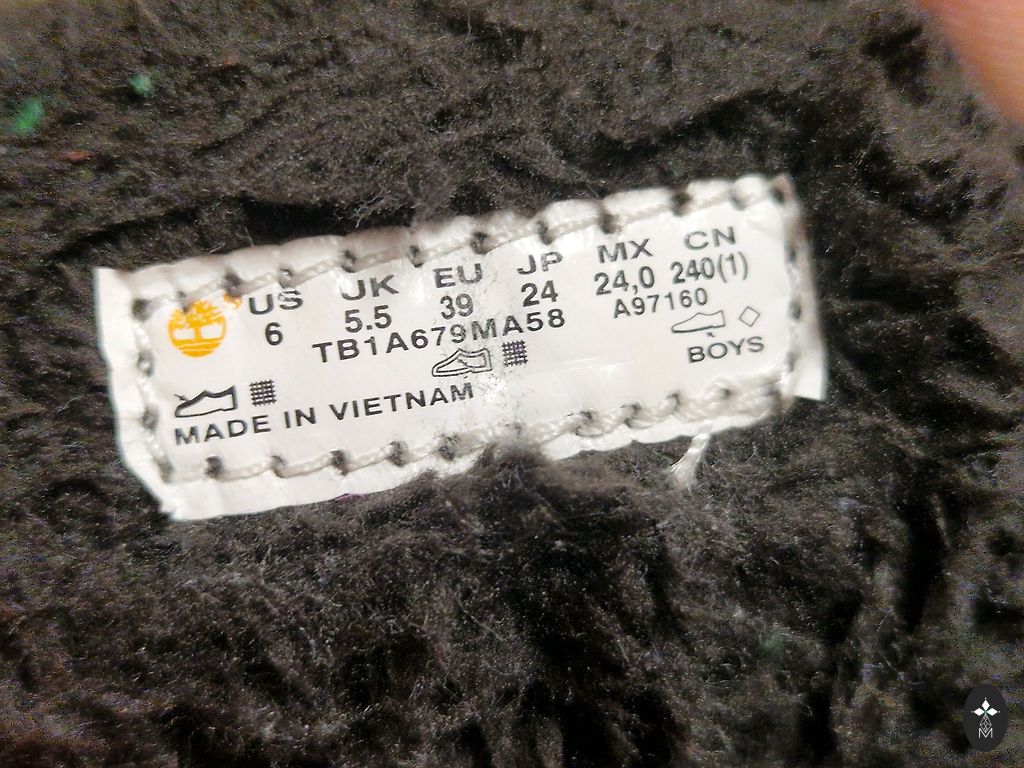 US UK EU JP MX CN
6 5.5 39 24 24,0 240(1)
TB1A679MA58 A97160
BOYS
MADE IN VIETNAM
M